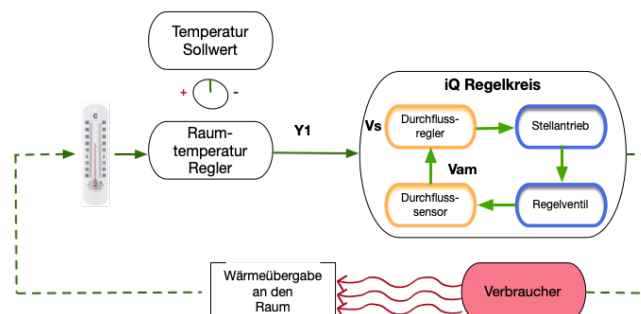 Temperatur
Sollwert
+
-
Raum-
temperatur
Regler
Y1
iQ Regelkreis
Vs
Durchfluss-
regler
Stellantrieb
Vam
Durchfluss-
sensor
Regelventil
C
Wärmeübergabe
an den
Raum
Verbraucher